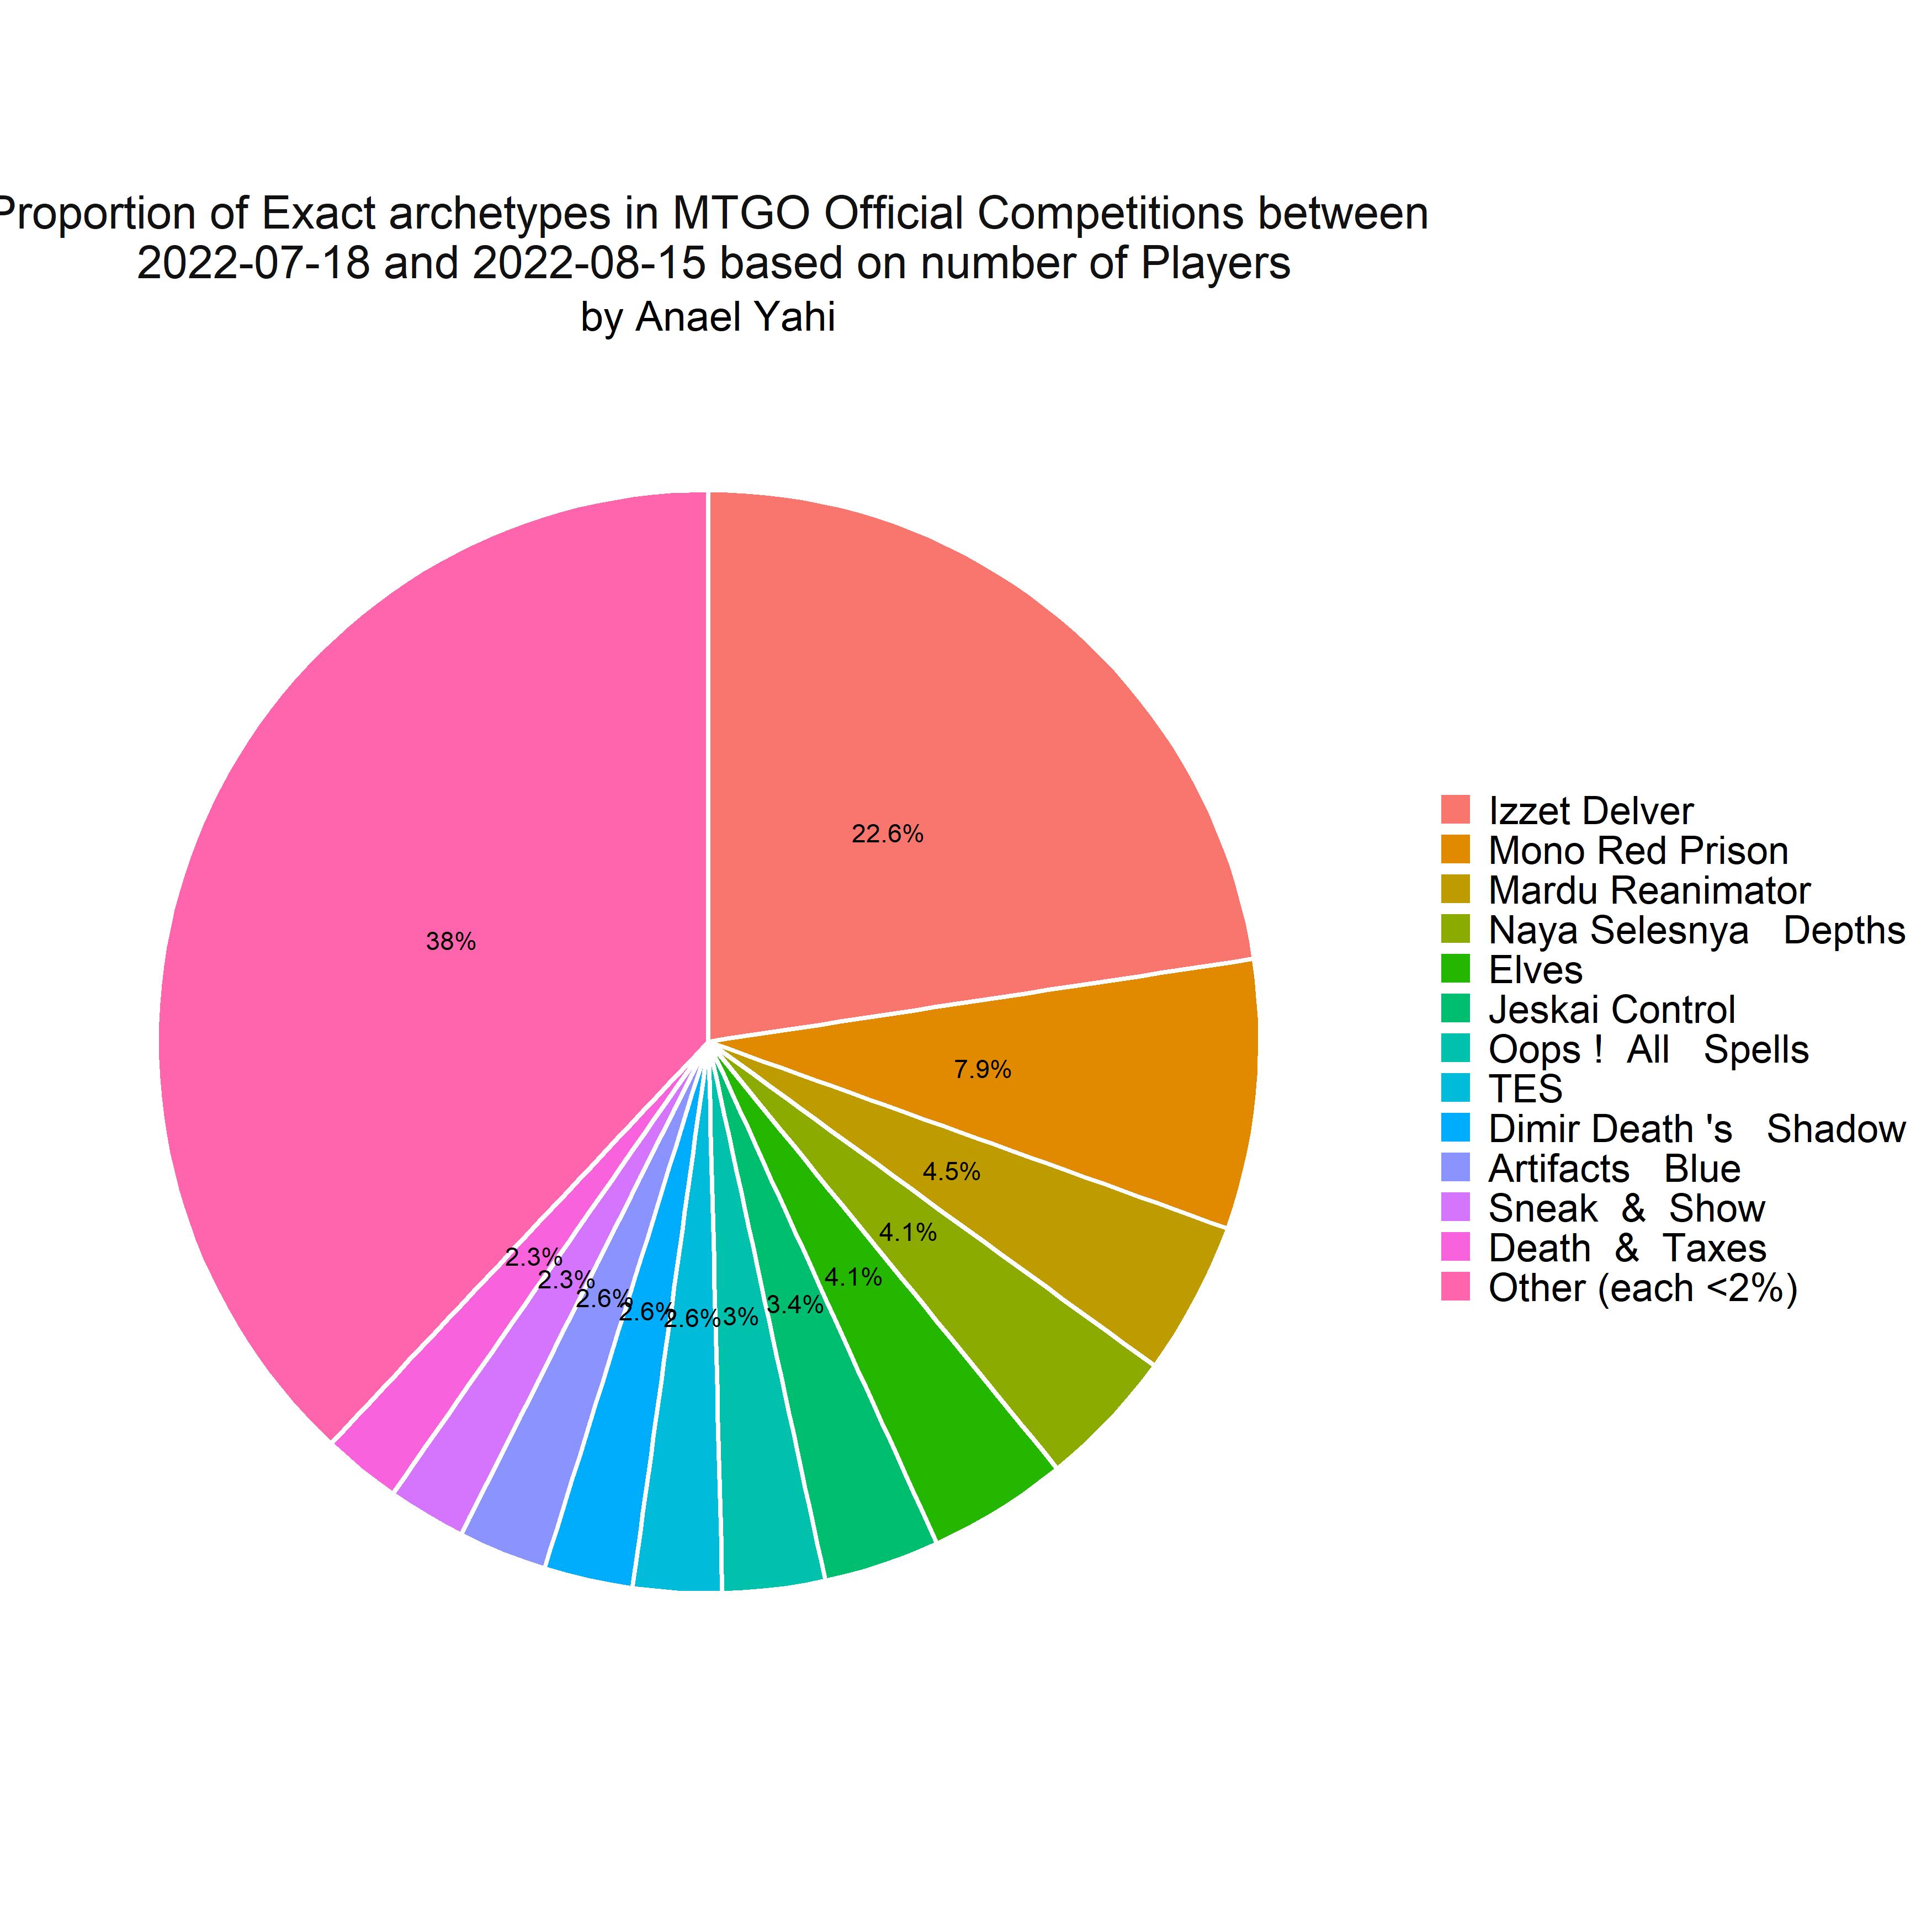 Proportion of Exact archetypes in MTGO Official Competitions between
2022-07-18 and 2022-08-15 based on number of Players
by Anael Yahi
22.6%
38%
7.9%
4.5%
4.1%
4.1%
3.4%
3%
2.6%
2.6%
2.6%
2.3%
2.3%
Izzet Delver
Mono Red Prison
Mardu Reanimator
Naya Selesnya   Depths
Elves
Jeskai Control
Oops !  All   Spells
TES
Dimir Death 's   Shadow
Artifacts   Blue
Sneak  &  Show
Death  &  Taxes
Other (each <2%)